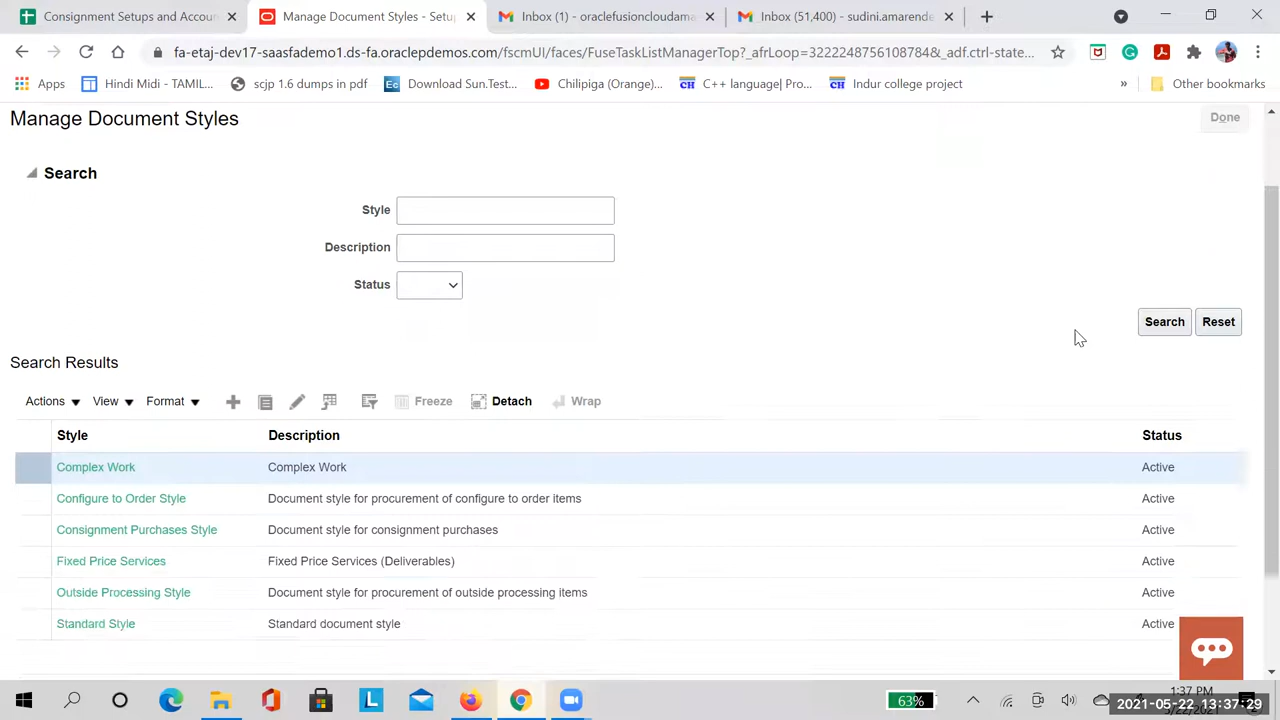 Consignment Setups and Accou
Manage Document Styles - Setu
Inbox (1) - oraclefusioncloudam
Inbox (51,400) - sudini.amarend
fa-etaj-dev17-saasfademo1.ds-fa.oraclepdemos.com/fscmUI/faces/FuseTaskListManagerTop?_afrLoop=3222248756108784&_adf.ctrl-state...
Apps
Hindi Midi - TAMIL...
scjp 1.6 dumps in pdf
Download Sun.Test...
Chilipiga (Orange)...
C++ language| Pro...
Indur college project
»
Other bookmarks
Manage Document Styles
Done
Search
Style
Description
Status
Search
Reset
Search Results
Actions
View
Format
Freeze
Detach
Wrap
Style Description Status
Complex Work Complex Work Active
Configure to Order Style Document style for procurement of configure to order items Active
Consignment Purchases Style Document style for consignment purchases Active
Fixed Price Services Fixed Price Services (Deliverables) Active
Outside Processing Style Document style for procurement of outside processing items Active
Standard Style Standard document style Active
63%
1:37 PM
2021-05-22 13:37:29